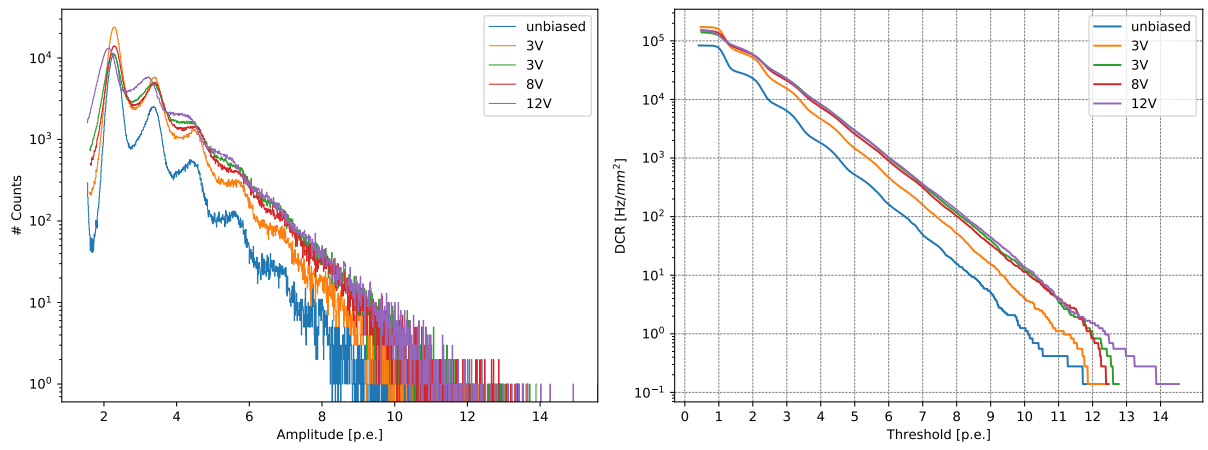 10⁴
10³
10²
10¹
10⁰
# Counts
2 4 6 8 10 12 14
Amplitude [p.e.]
unbiased
3V
3V
8V
12V
10⁵
10⁴
10³
10²
10¹
10⁰
10⁻¹
DCR [Hz/mm²]
0 1 2 3 4 5 6 7 8 9 10 11 12 13 14
Threshold [p.e.]
unbiased
3V
3V
8V
12V